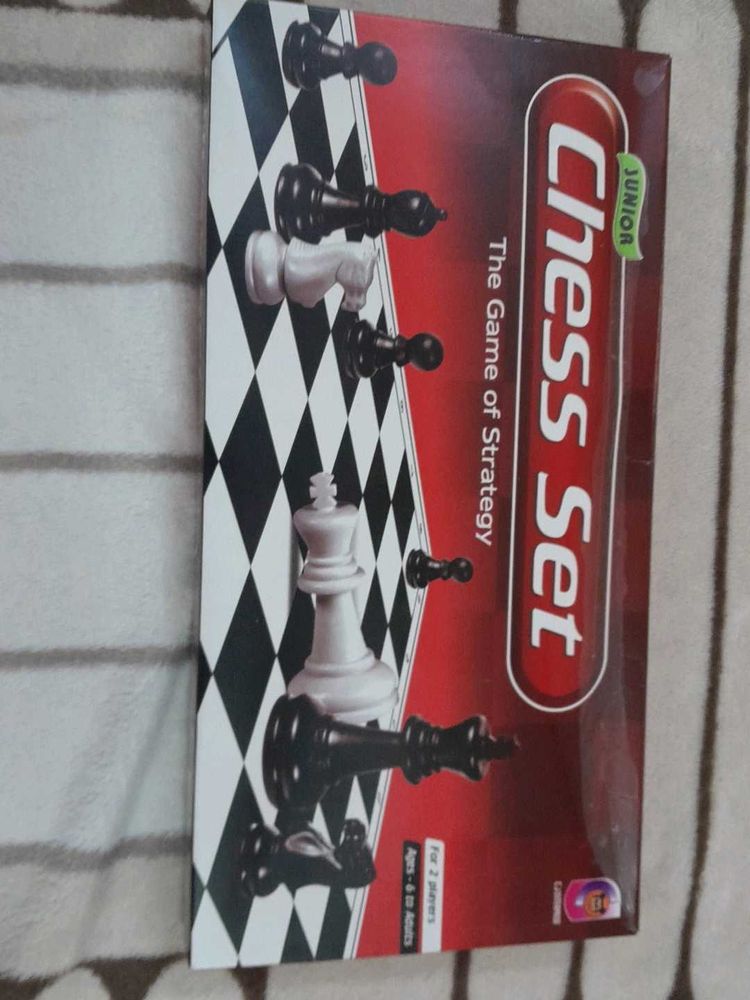 JUNIOR
Chess Set
The Game of Strategy
For 2 players
Ages - 6 to Adults